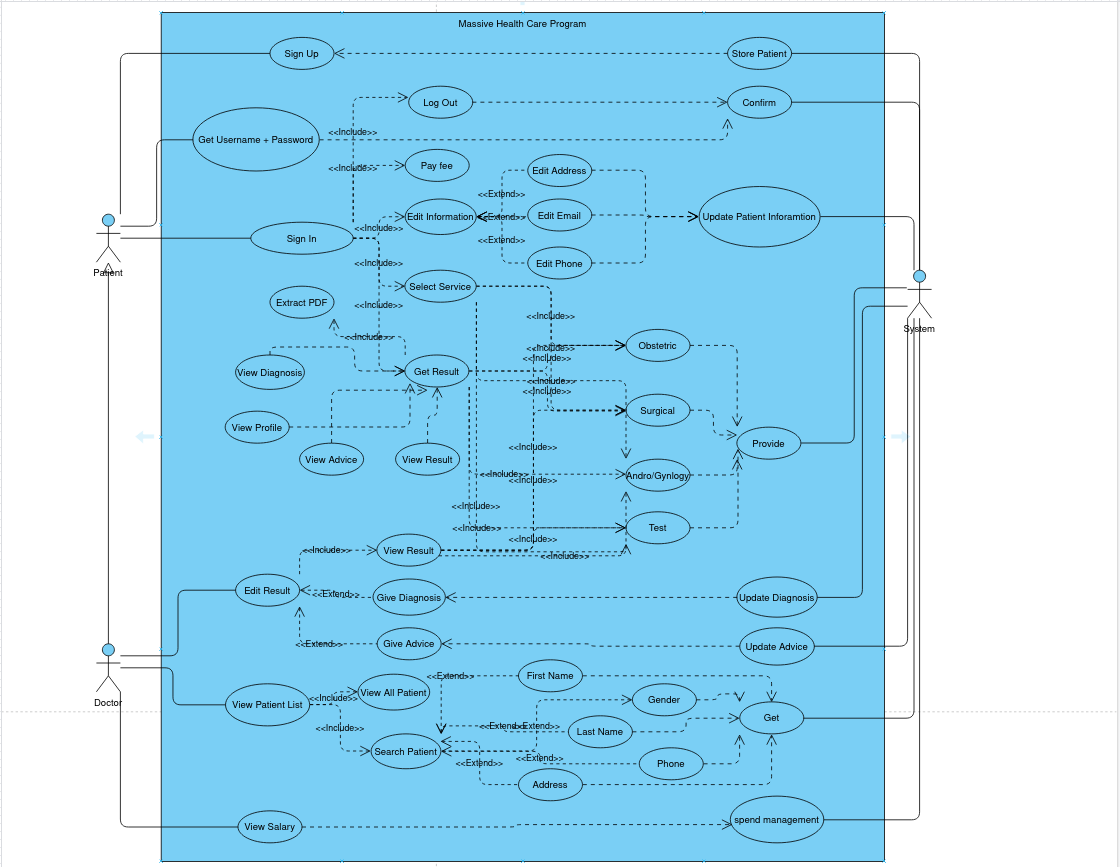 Massive Health Care Program
Sign Up
Store Patient
Log Out
Confirm
<<Include>>
Get Username + Password
Pay fee
<<Include>>
Edit Address
<<Extend>>
Edit Information
<<Extend>>
Edit Email
Update Patient Inforamtion
<<Include>>
Sign In
<<Extend>>
Edit Phone
<<Include>>
Patient
Select Service
Extract PDF
<<Include>>
<<Include>>
System
<<Include>>
Obstetric
<<Include>>
<<Include>>
View Diagnosis
Get Result
<<Include>>
<<Include>>
Surgical
View Profile
Provide
<<Include>>
View Advice
View Result
<<Include>>
<<Include>>
Andro/Gynlogy
<<Include>>
<<Include>>
Test
<<Include>>
<<Include>>
View Result
<<Include>>
Edit Result
<<Extend>>
Give Diagnosis
Update Diagnosis
<<Extend>>
Give Advice
Update Advice
<<Extend>>
First Name
Doctor
View Patient List
<<Include>>
View All Patient
Gender
<<Include>>
<<Extend>>
<<Extend>>
Last Name
Get
Search Patient
<<Extend>>
<<Extend>>
Phone
Address
View Salary
spend management